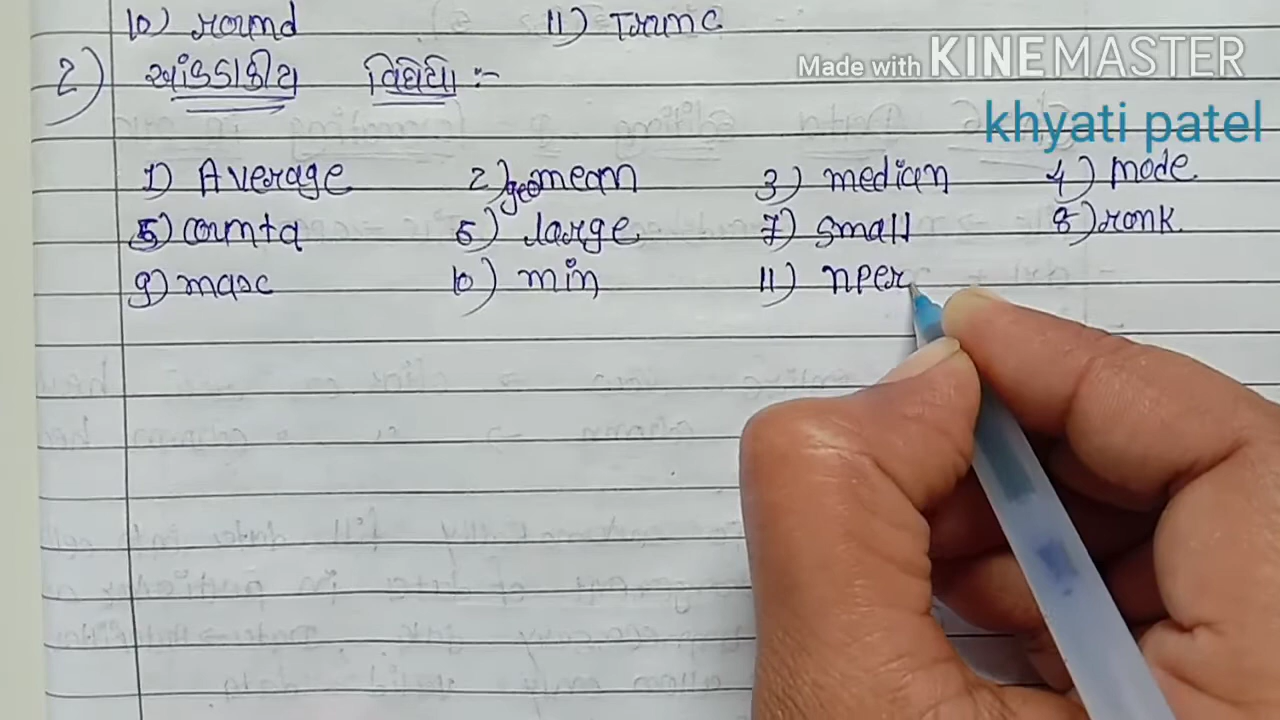 10) round 11) Trunc
Made with KINEMASTER
2) આંકડાકીય વિધેયો :-
khyati patel
1) Average 2) geomean 3) median 4) mode
5) counta 6) large 7) small 8) rank
9) max 10) min 11) nper